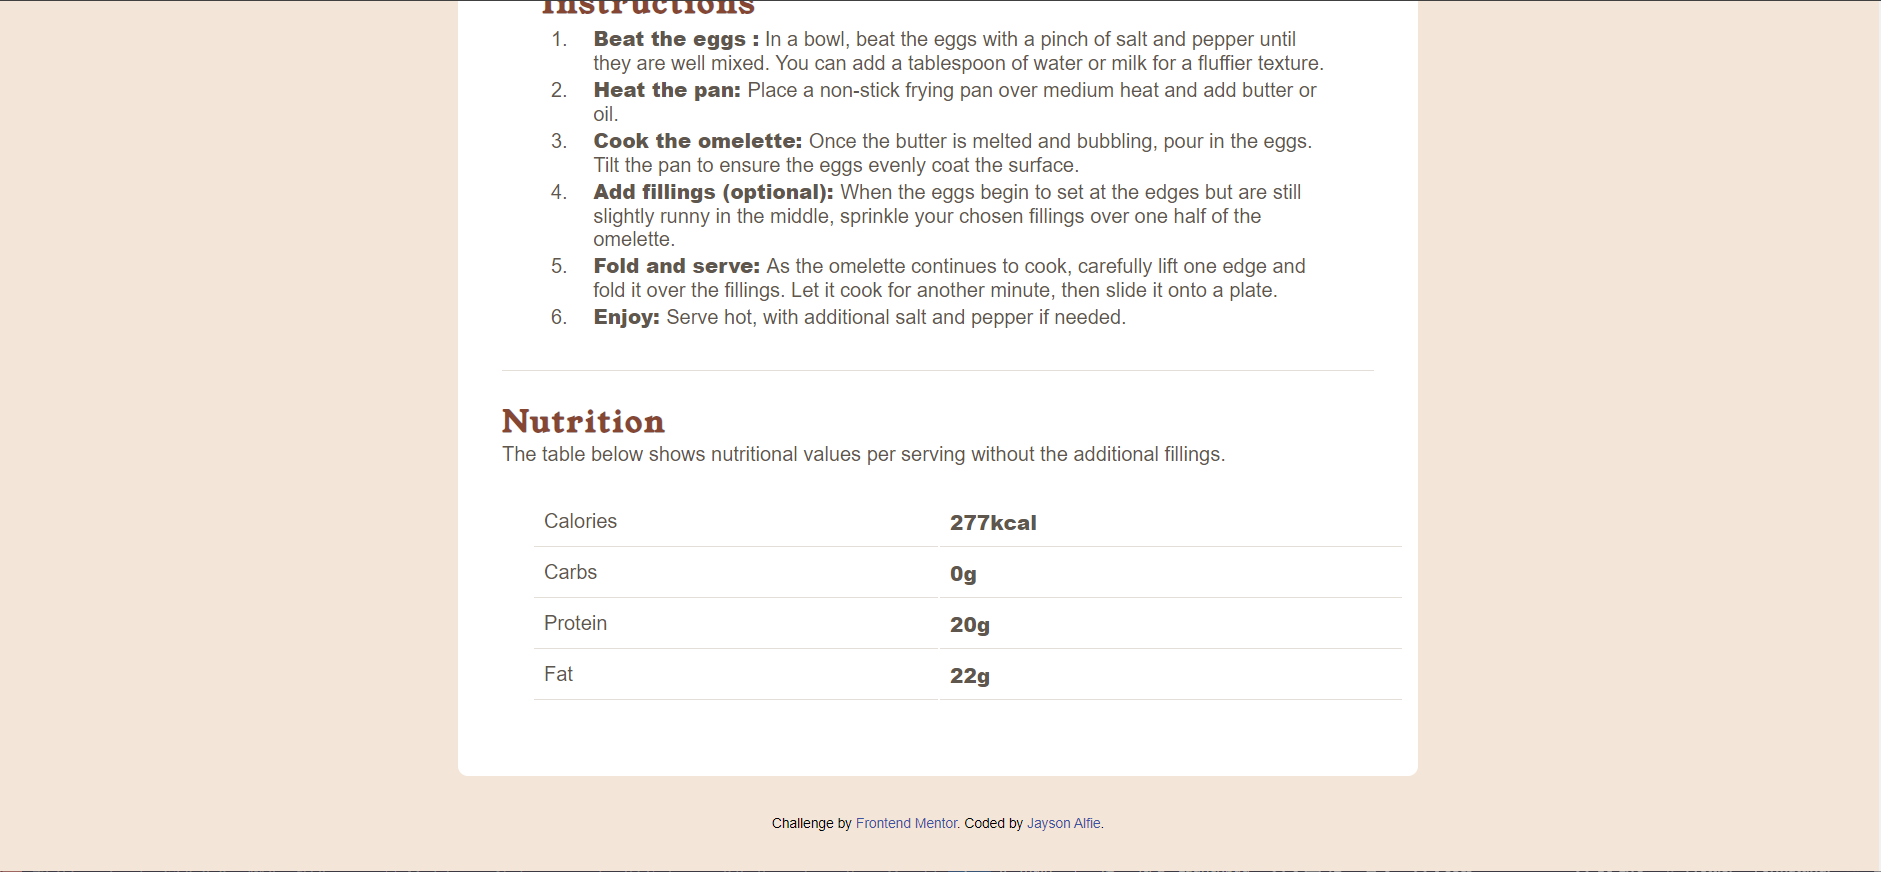 Instructions
1. Beat the eggs : In a bowl, beat the eggs with a pinch of salt and pepper until
they are well mixed. You can add a tablespoon of water or milk for a fluffier texture.
2. Heat the pan: Place a non-stick frying pan over medium heat and add butter or
oil.
3. Cook the omelette: Once the butter is melted and bubbling, pour in the eggs.
Tilt the pan to ensure the eggs evenly coat the surface.
4. Add fillings (optional): When the eggs begin to set at the edges but are still
slightly runny in the middle, sprinkle your chosen fillings over one half of the
omelette.
5. Fold and serve: As the omelette continues to cook, carefully lift one edge and
fold it over the fillings. Let it cook for another minute, then slide it onto a plate.
6. Enjoy: Serve hot, with additional salt and pepper if needed.
Nutrition
The table below shows nutritional values per serving without the additional fillings.
Calories 277kcal
Carbs 0g
Protein 20g
Fat 22g
Challenge by Frontend Mentor. Coded by Jayson Alfie.